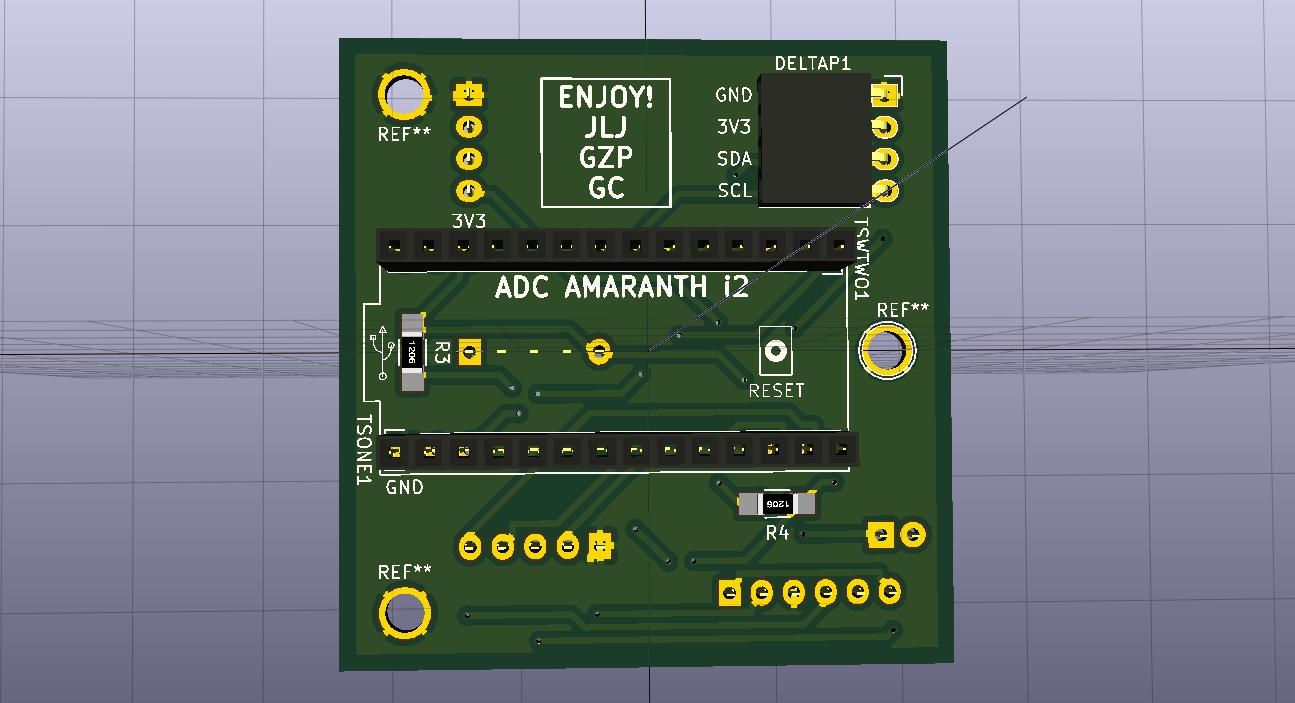 DELTAP1
ENJOY!
JLJ
GZP
GC
GND
3V3
SDA
SCL
REF**
3V3
TSWTWO1
ADC AMARANTH i2
REF**
1206
R3
RESET
TSONE1
GND
1206
R4
REF**